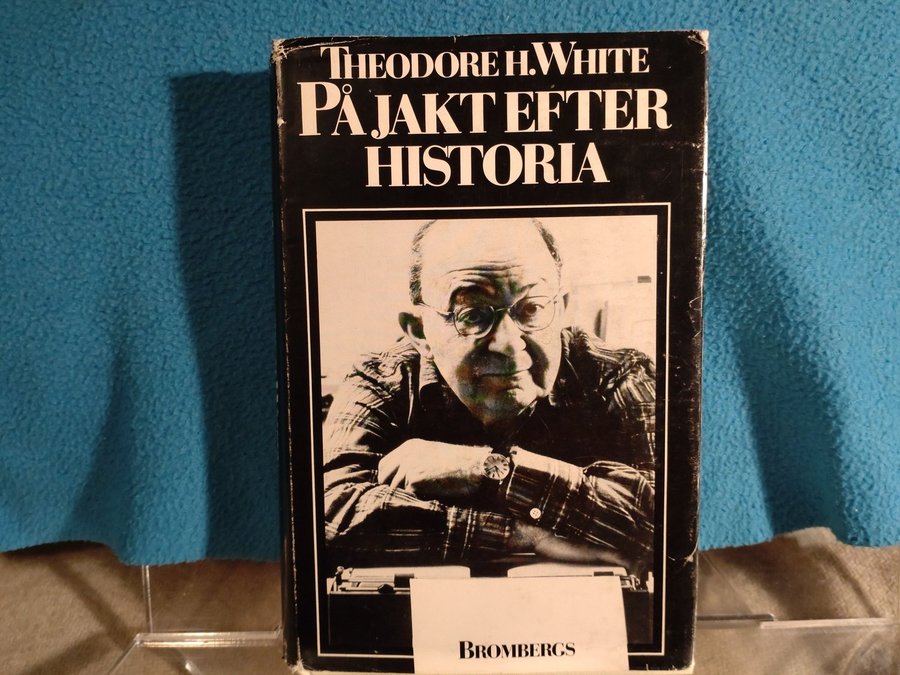 THEODORE H. WHITE
PÅ JAKT EFTER
HISTORIA
BROMBERGS